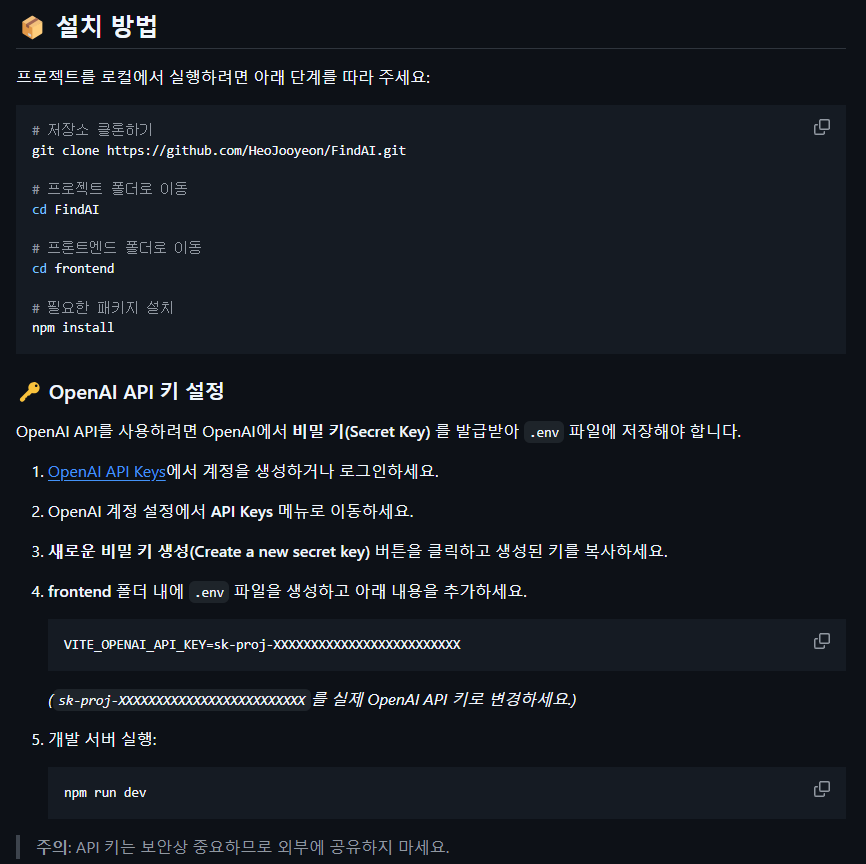 📦 설치 방법
프로젝트를 로컬에서 실행하려면 아래 단계를 따라 주세요:
# 저장소 클론하기
git clone https://github.com/HeoJooyeon/FindAI.git
# 프로젝트 폴더로 이동
cd FindAI
# 프론트엔드 폴더로 이동
cd frontend
# 필요한 패키지 설치
npm install
🔑 OpenAI API 키 설정
OpenAI API를 사용하려면 OpenAI에서 비밀 키(Secret Key) 를 발급받아 .env 파일에 저장해야 합니다.
1. OpenAI API Keys에서 계정을 생성하거나 로그인하세요.
2. OpenAI 계정 설정에서 API Keys 메뉴로 이동하세요.
3. 새로운 비밀 키 생성(Create a new secret key) 버튼을 클릭하고 생성된 키를 복사하세요.
4. frontend 폴더 내에 .env 파일을 생성하고 아래 내용을 추가하세요.
VITE_OPENAI_API_KEY=sk-proj-XXXXXXXXXXXXXXXXXXXXXXXXX
(sk-proj-XXXXXXXXXXXXXXXXXXXXXXXXX 를 실제 OpenAI API 키로 변경하세요.)
5. 개발 서버 실행:
npm run dev
주의: API 키는 보안상 중요하므로 외부에 공유하지 마세요.